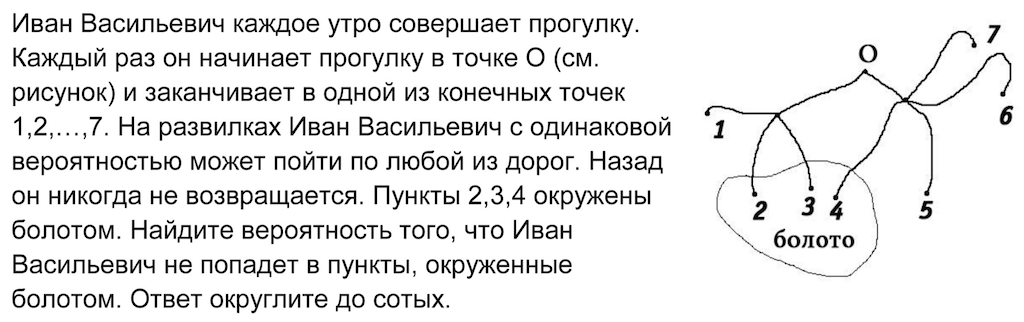 Иван Васильевич каждое утро совершает прогулку.
Каждый раз он начинает прогулку в точке О (см.
рисунок) и заканчивает в одной из конечных точек
1,2,...,7. На развилках Иван Васильевич с одинаковой
вероятностью может пойти по любой из дорог. Назад
он никогда не возвращается. Пункты 2,3,4 окружены
болотом. Найдите вероятность того, что Иван
Васильевич не попадет в пункты, окруженные
болотом. Ответ округлите до сотых.
О
7
1
6
2
3
4
5
болото